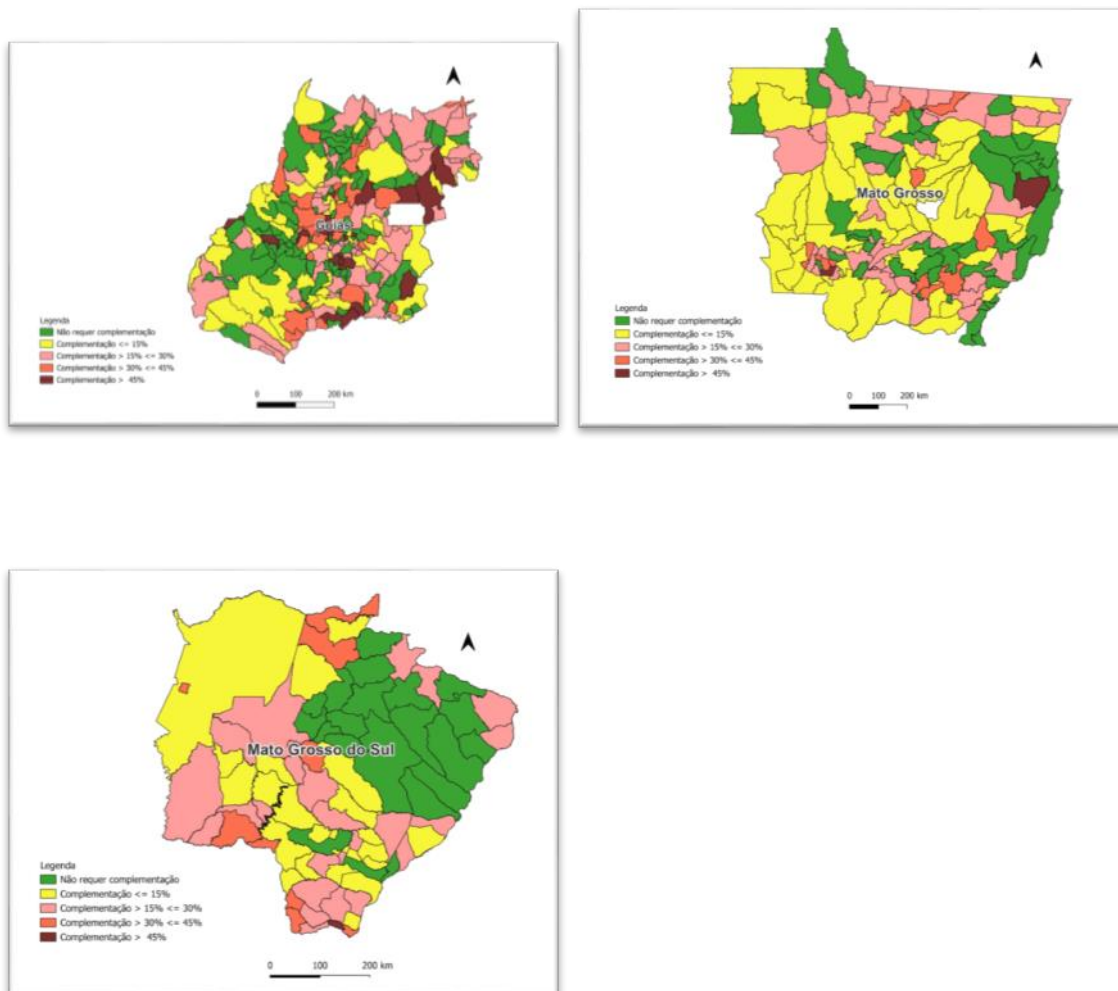 Goiás
Legenda
Não requer complementação
Complementação <= 15%
Complementação > 15% <= 30%
Complementação > 30% <= 45%
Complementação > 45%
0 100 200 km
Mato Grosso
Legenda
Não requer complementação
Complementação <= 15%
Complementação > 15% <= 30%
Complementação > 30% <= 45%
Complementação > 45%
0 100 200 km
Mato Grosso do Sul
Legenda
Não requer complementação
Complementação <= 15%
Complementação > 15% <= 30%
Complementação > 30% <= 45%
Complementação > 45%
0 100 200 km